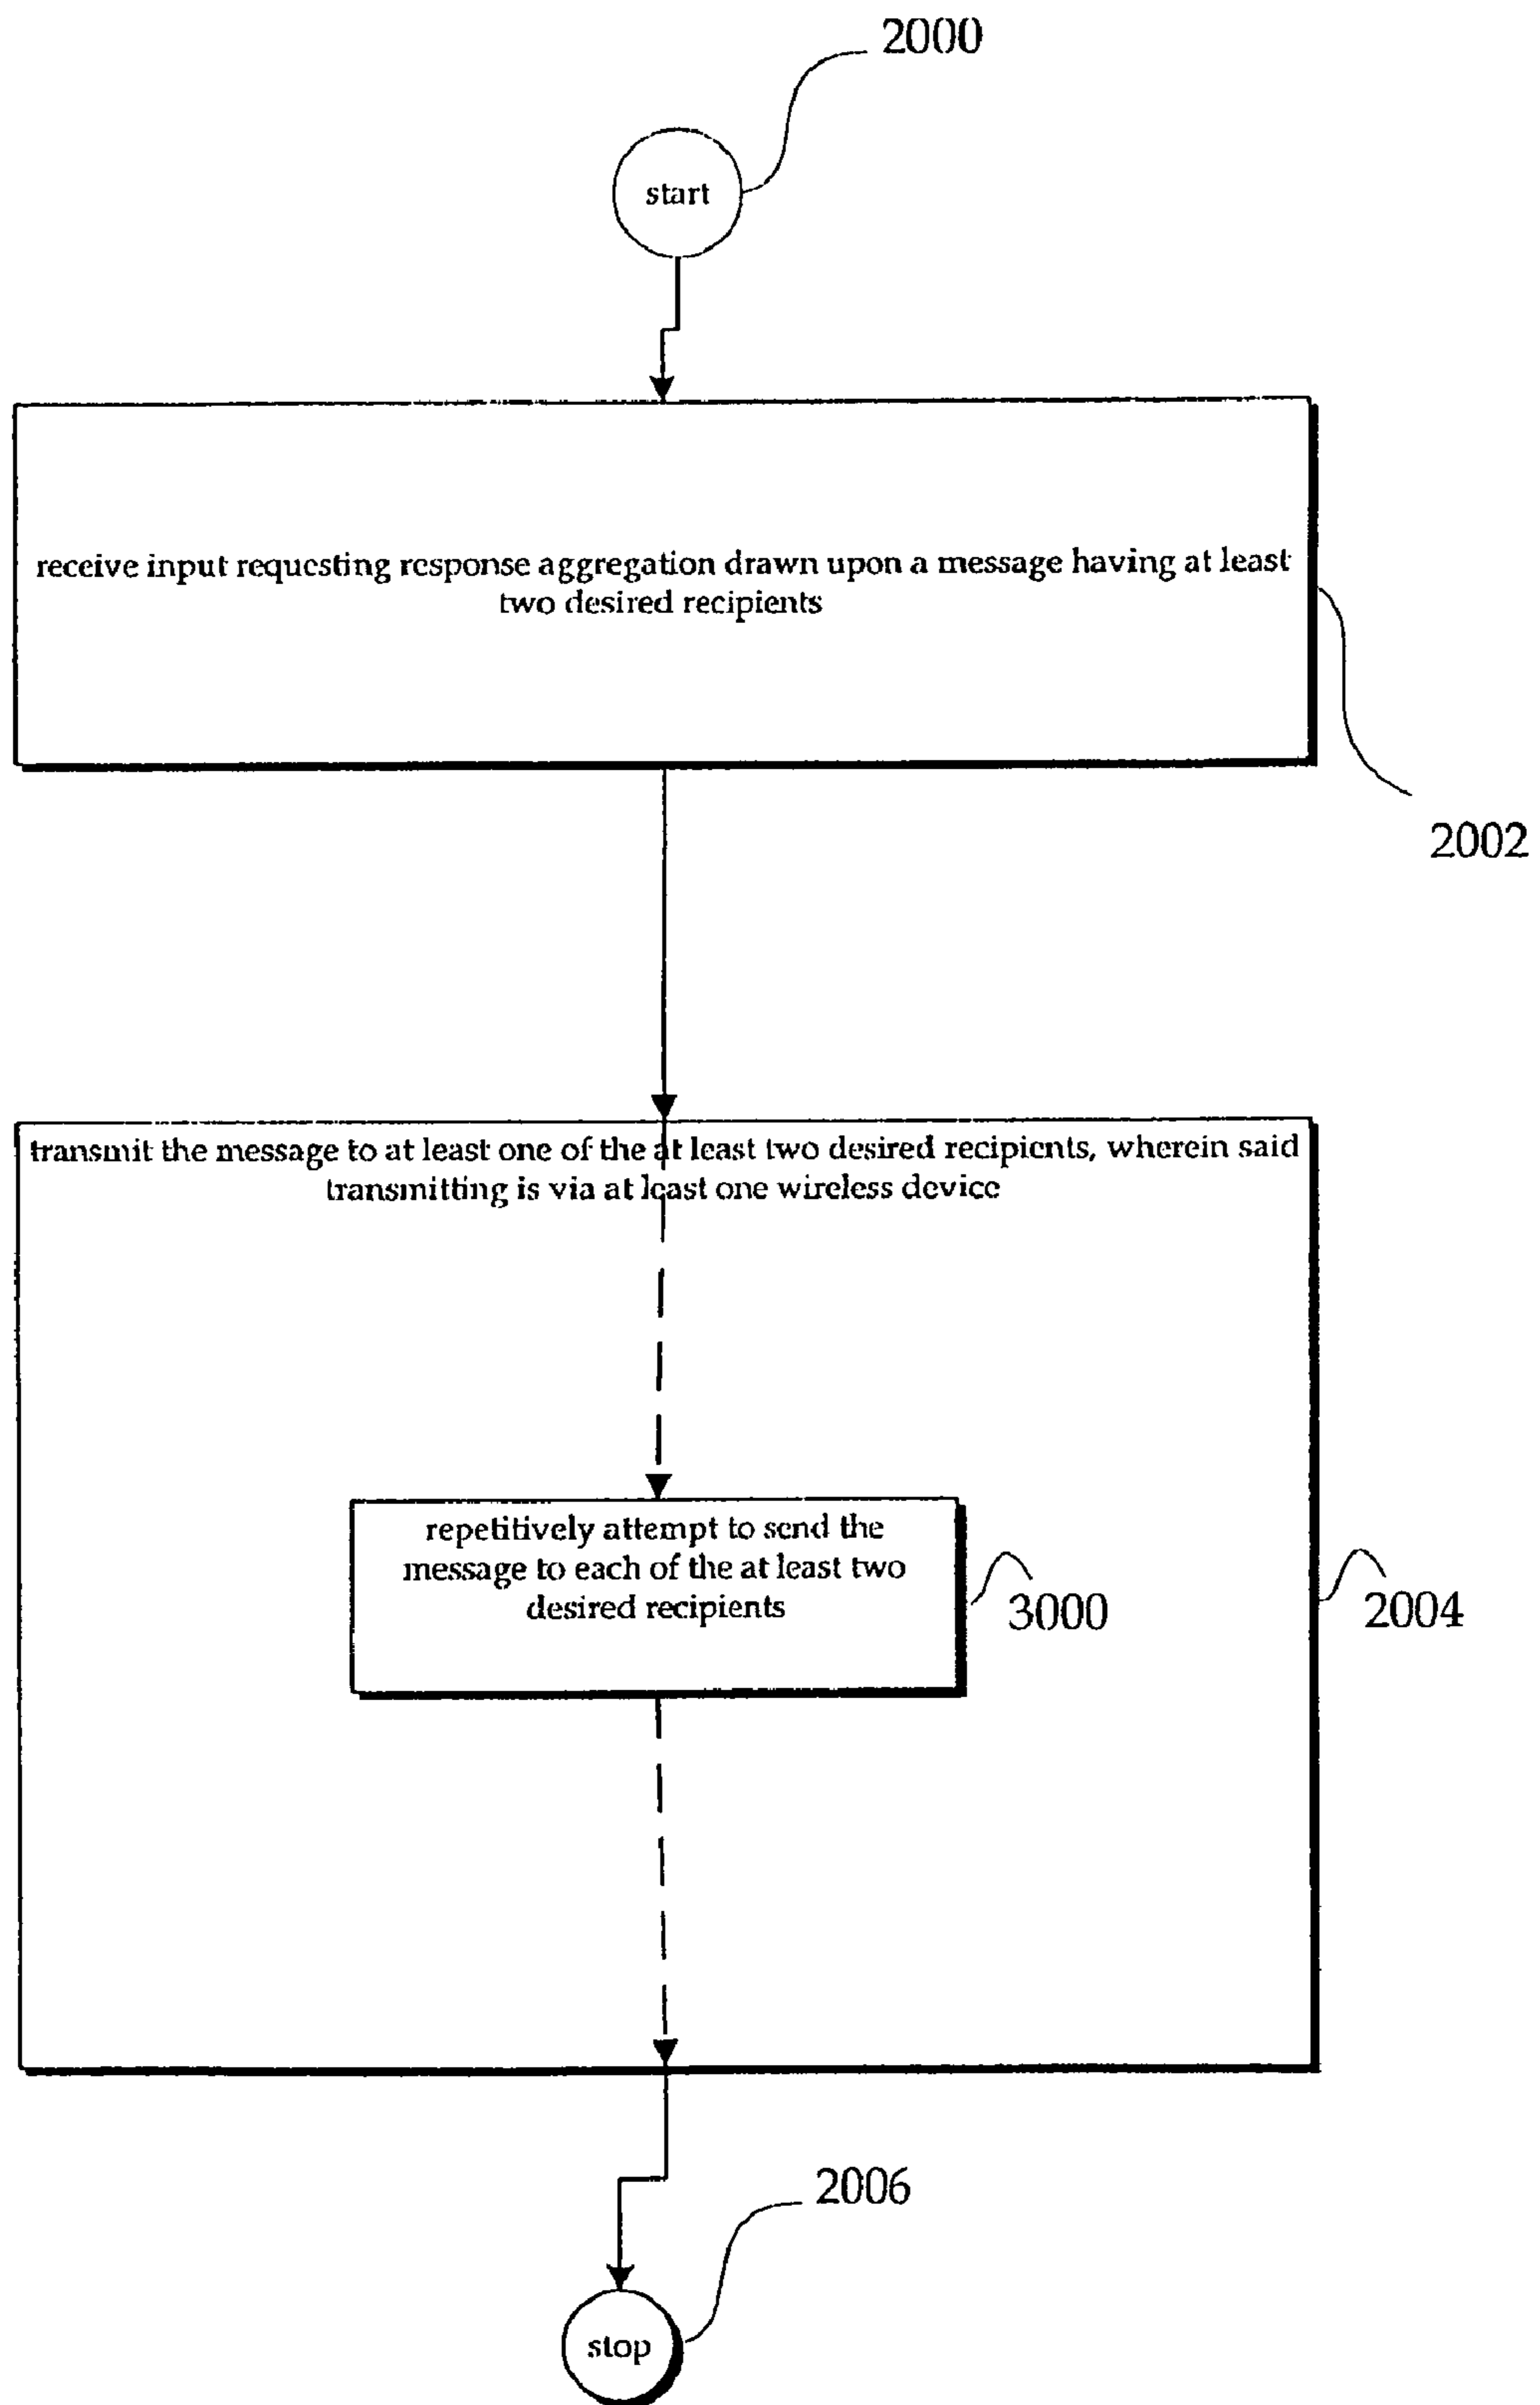 2000
start
receive input requesting response aggregation drawn upon a message having at least
two desired recipients
2002
transmit the message to at least one of the at least two desired recipients, wherein said
transmitting is via at least one wireless device
repetitively attempt to send the
message to each of the at least two
desired recipients
3000
2004
2006
stop